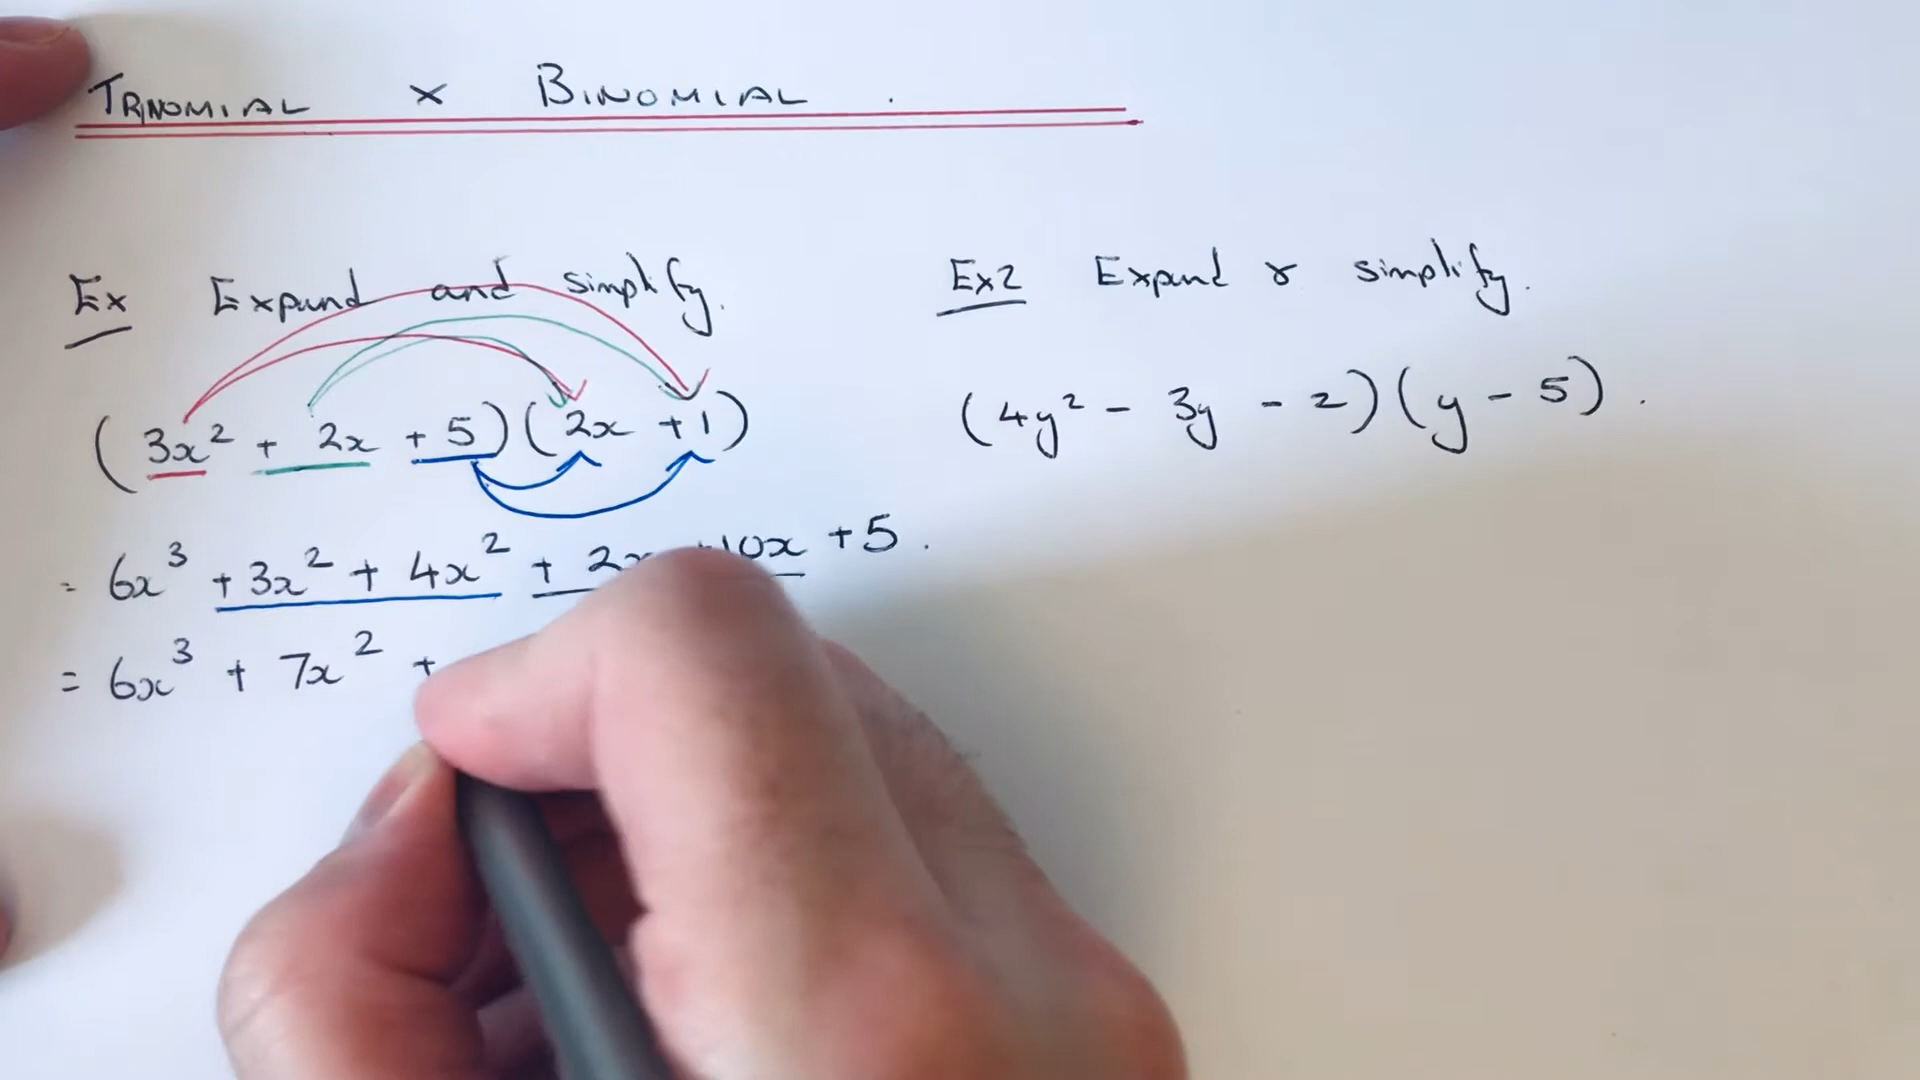 TRINOMIAL × BINOMIAL .
Ex Expand and simplify.
(3x² + 2x + 5)(2x + 1)
= 6x³ + 3x² + 4x² + 2x +10x + 5 .
= 6x³ + 7x² +
Ex2 Expand & simplify.
(4y² - 3y - 2)(y - 5) .